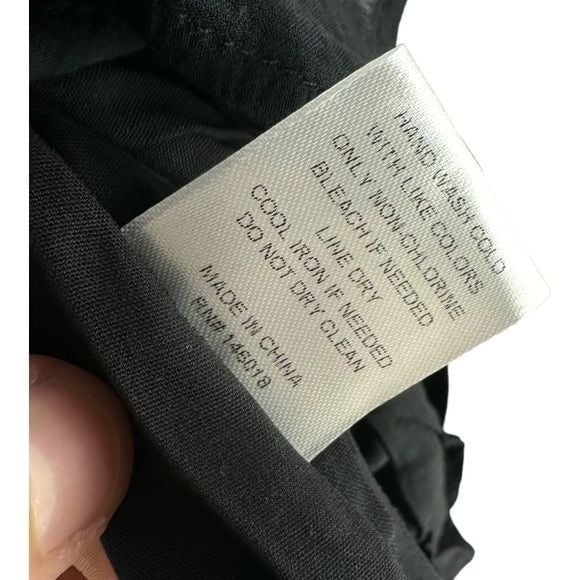 HAND WASH COLD
WITH LIKE COLORS
ONLY NON-CHLORINE
BLEACH IF NEEDED
LINE DRY
COOL IRON IF NEEDED
DO NOT DRY CLEAN
MADE IN CHINA
RN# 146018